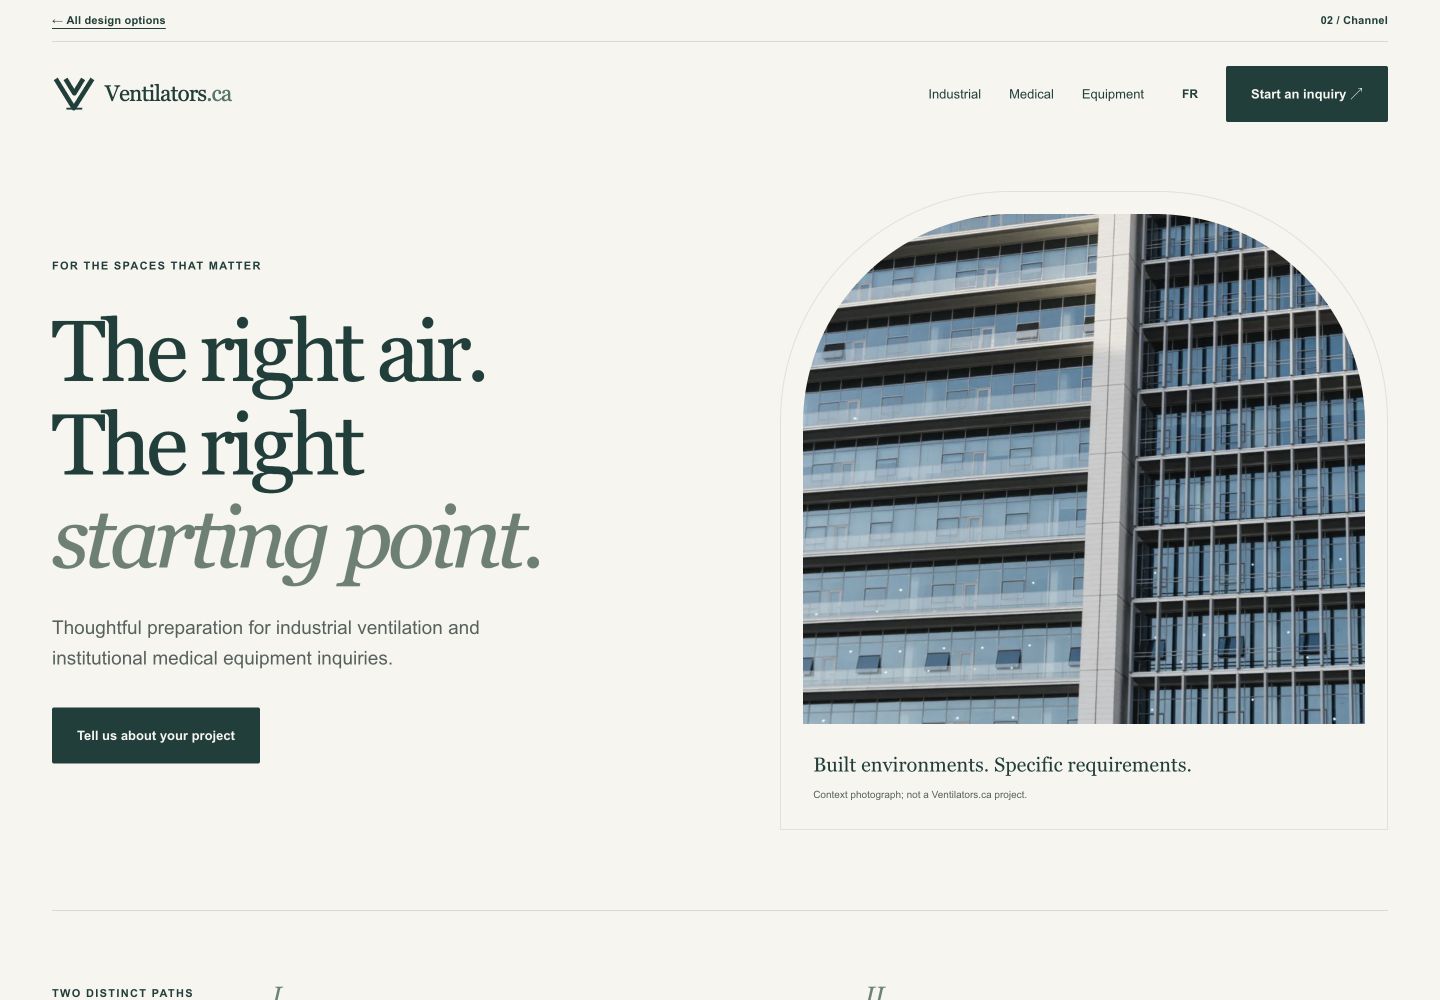 ← All design options
02 / Channel
Ventilators.ca
Industrial
Medical
Equipment
FR
Start an inquiry ↗
FOR THE SPACES THAT MATTER
The right air.
The right
starting point.
Thoughtful preparation for industrial ventilation and
institutional medical equipment inquiries.
Tell us about your project
Built environments. Specific requirements.
Context photograph; not a Ventilators.ca project.
TWO DISTINCT PATHS
I
II